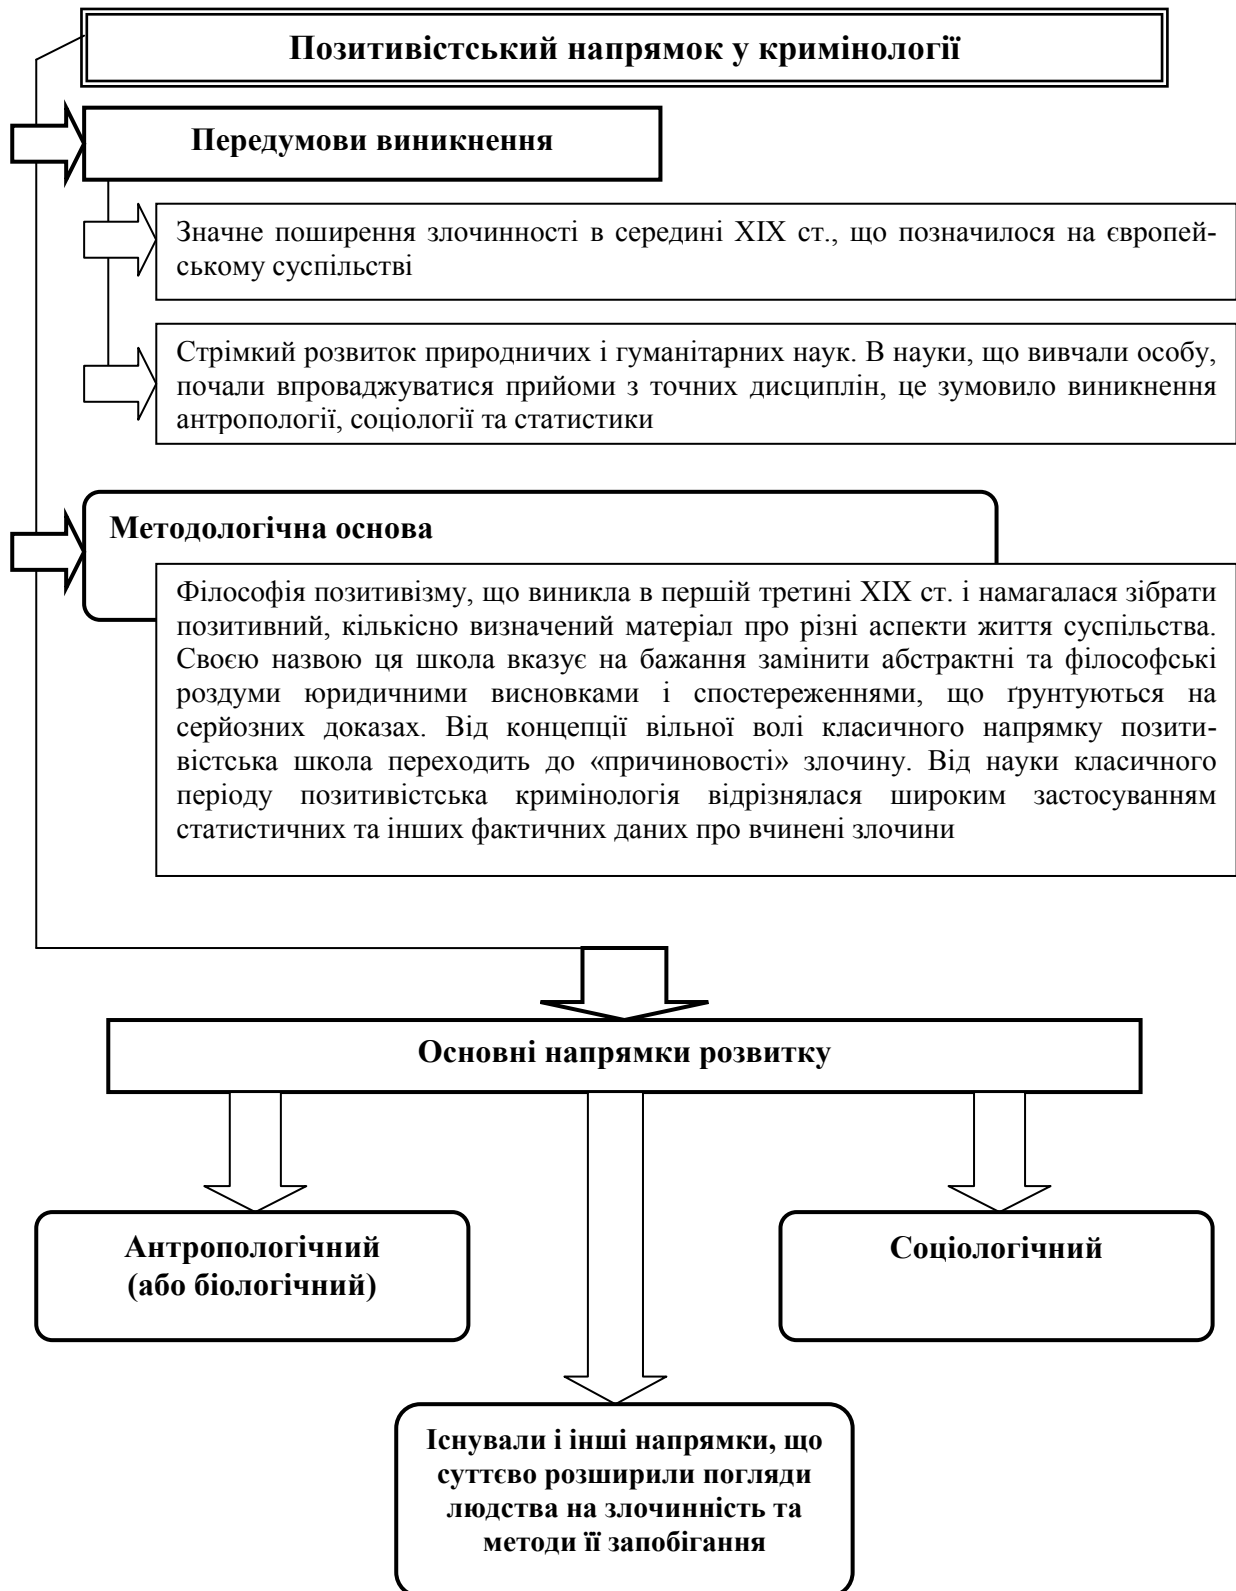 Позитивістський напрямок у кримінології
Передумови виникнення
Значне поширення злочинності в середині ХІХ ст., що позначилося на європей-
ському суспільстві
Стрімкий розвиток природничих і гуманітарних наук. В науки, що вивчали особу,
почали впроваджуватися прийоми з точних дисциплін, це зумовило виникнення
антропології, соціології та статистики
Методологічна основа
Філософія позитивізму, що виникла в першій третині ХІХ ст. і намагалася зібрати
позитивний, кількісно визначений матеріал про різні аспекти життя суспільства.
Своєю назвою ця школа вказує на бажання замінити абстрактні та філософські
роздуми юридичними висновками і спостереженнями, що ґрунтуються на
серйозних доказах. Від концепції вільної волі класичного напрямку позити-
вістська школа переходить до «причиновості» злочину. Від науки класичного
періоду позитивістська кримінологія відрізнялася широким застосуванням
статистичних та інших фактичних даних про вчинені злочини
Основні напрямки розвитку
Антропологічний
(або біологічний)
Соціологічний
Існували і інші напрямки, що
суттєво розширили погляди
людства на злочинність та
методи її запобігання